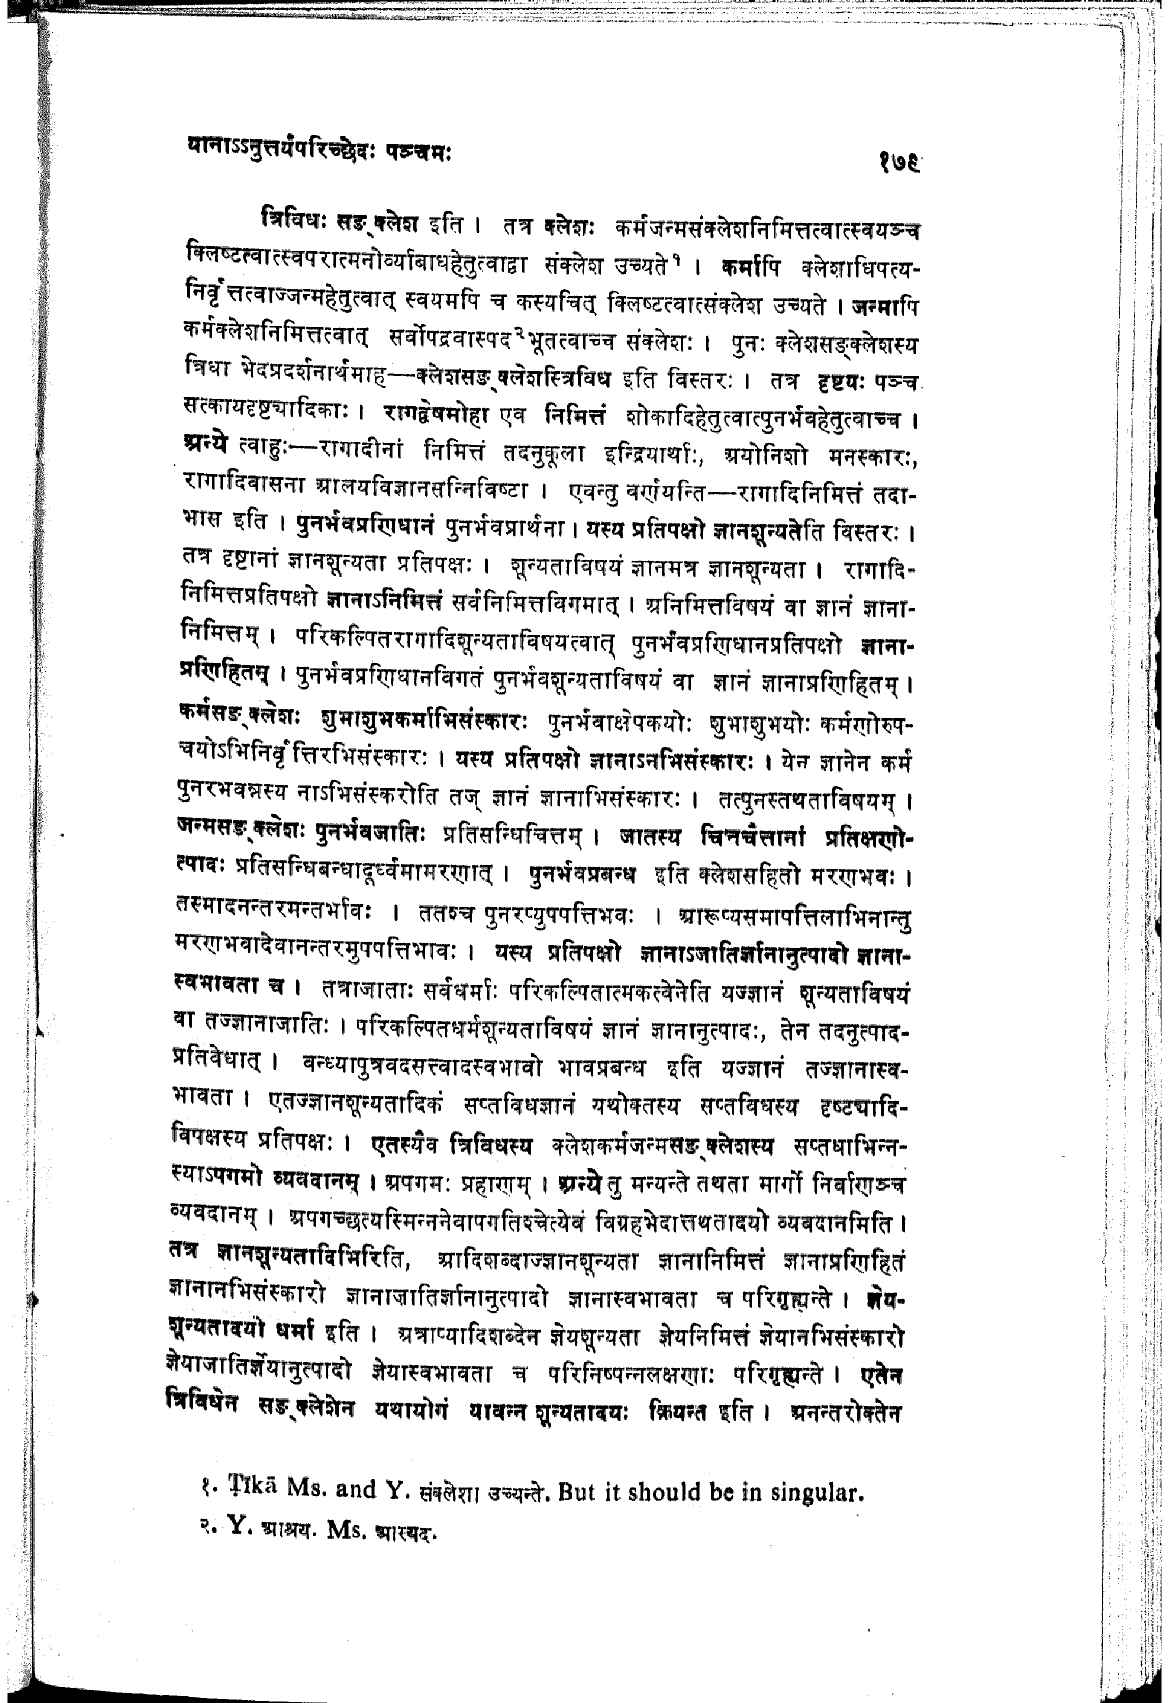 यानाऽऽनुत्तर्यपरिच्छेदः पञ्चमः १७९
त्रिविधः सङ्क्लेश इति । तत्र क्लेशः कर्मजन्मसंक्लेशनिमित्तत्वात्स्वयञ्च
क्लिष्टत्वात्स्वपरात्मनोर्व्याबाधहेतुत्वाद्वा संक्लेश उच्यते१ । कर्मापि क्लेशाधिपत्य-
निर्वृत्तत्वाज्जन्महेतुत्वात् स्वयमपि च कस्यचित् क्लिष्टत्वात्संक्लेश उच्यते । जन्मापि
कर्मक्लेशनिमित्तत्वात् सर्वोपद्रवास्पद२भूतत्वाच्च संक्लेशः । पुनः क्लेशसङ्क्लेशस्य
त्रिधा भेदप्रदर्शनार्थमाह—क्लेशसङ्क्लेशस्त्रिविध इति विस्तरः । तत्र दृष्टयः पञ्च
सत्कायदृष्ट्यादिकाः । रागद्वेषमोहा एव निमित्तं शोकादिहेतुत्वात्पुनर्भवहेतुत्वाच्च ।
अन्ये त्वाहुः—रागादीनां निमित्तं तदनुकूला इन्द्रियार्थाः, अयोनिशो मनस्कारः,
रागादिवासना आलयविज्ञानसन्निविष्टा । एवन्तु वर्णयन्ति—रागादिनिमित्तं तदा-
भास इति । पुनर्भवप्रणिधानं पुनर्भवप्रार्थना । यस्य प्रतिपक्षो ज्ञानशून्यतेति विस्तरः ।
तत्र दृष्टानां ज्ञानशून्यता प्रतिपक्षः । शून्यताविषयं ज्ञानमत्र ज्ञानशून्यता । रागादि-
निमित्तप्रतिपक्षो ज्ञानाऽनिमित्तं सर्वनिमित्तविगमात् । अनिमित्तविषयं वा ज्ञानं ज्ञाना-
निमित्तम् । परिकल्पितरागादिशून्यताविषयत्वात् पुनर्भवप्रणिधानप्रतिपक्षो ज्ञाना-
प्रणिहितम् । पुनर्भवप्रणिधानविगतं पुनर्भवशून्यताविषयं वा ज्ञानं ज्ञानाप्रणिहितम् ।
कर्मसङ्क्लेशः शुभाशुभकर्माभिसंस्कारः पुनर्भवाक्षेपकयोः शुभाशुभयोः कर्मणोरुप-
चयोऽभिनिर्वृत्तिरभिसंस्कारः । यस्य प्रतिपक्षो ज्ञानाऽनभिसंस्कारः । येन ज्ञानेन कर्म
पुनरभवन्नस्य नाऽभिसंस्करोति तज् ज्ञानं ज्ञानाभिसंस्कारः । तत्पुनस्तथताविषयम् ।
जन्मसङ्क्लेशः पुनर्भवजातिः प्रतिसन्धिचित्तम् । जातस्य चित्तचैत्तानां प्रतिक्षणो-
त्पादः प्रतिसन्धिबन्धादूर्ध्वमामरणात् । पुनर्भवप्रबन्ध इति क्लेशसहितो मरणभवः ।
तस्मादनन्तरमन्तर्भावः । ततश्च पुनरप्युपपत्तिभवः । आरूप्यसमापत्तिलाभिनान्तु
मरणभवादेवानन्तरमुपपत्तिभावः । यस्य प्रतिपक्षो ज्ञानाऽजातिर्ज्ञानानुत्पादो ज्ञाना-
स्वभावता च । तत्राजाताः सर्वधर्माः परिकल्पितात्मकत्वेनेति यज्ज्ञानं शून्यताविषयं
वा तज्ज्ञानाजातिः । परिकल्पितधर्मशून्यताविषयं ज्ञानं ज्ञानानुत्पादः, तेन तदनुत्पाद-
प्रतिवेधात् । वन्ध्यापुत्रवदसत्त्वादस्वभावो भावप्रबन्ध इति यज्ज्ञानं तज्ज्ञानास्व-
भावता । एतज्ज्ञानशून्यतादिकं सप्तविधज्ञानं यथोक्तस्य सप्तविधस्य दृष्ट्यादि-
विपक्षस्य प्रतिपक्षः । एतस्यैव त्रिविधस्य क्लेशकर्मजन्मसङ्क्लेशस्य सप्तधाभिन्न-
स्याऽपगमो व्यवदानम् । अपगमः प्रहाणम् । अन्ये तु मन्यन्ते तथता मार्गो निर्वाणञ्च
व्यवदानम् । अपगच्छत्यस्मिन्ननेवापगतिश्चेत्येवं विग्रहभेदात्तथतादयो व्यवदानमिति ।
तत्र ज्ञानशून्यतादिभिरिति, आदिशब्दाज्ज्ञानशून्यता ज्ञानानिमित्तं ज्ञानाप्रणिहितं
ज्ञानानभिसंस्कारो ज्ञानाजातिर्ज्ञानानुत्पादो ज्ञानास्वभावता च परिगृह्यन्ते । ज्ञेय-
शून्यतादयो धर्मा इति । अत्राप्यादिशब्देन ज्ञेयशून्यता ज्ञेयनिमित्तं ज्ञेयानभिसंस्कारो
ज्ञेयाजातिर्ज्ञेयानुत्पादो ज्ञेयास्वभावता च परिनिष्पन्नलक्षणाः परिगृह्यन्ते । एतेन
त्रिविधेन सङ्क्लेशेन यथायोगं यावन्न शून्यतादयः क्रियन्त इति । अनन्तरोक्तेन
१. Ṭīkā Ms. and Y. संक्लेशा उच्यन्ते. But it should be in singular.
२. Y. आश्रय. Ms. आस्यद.